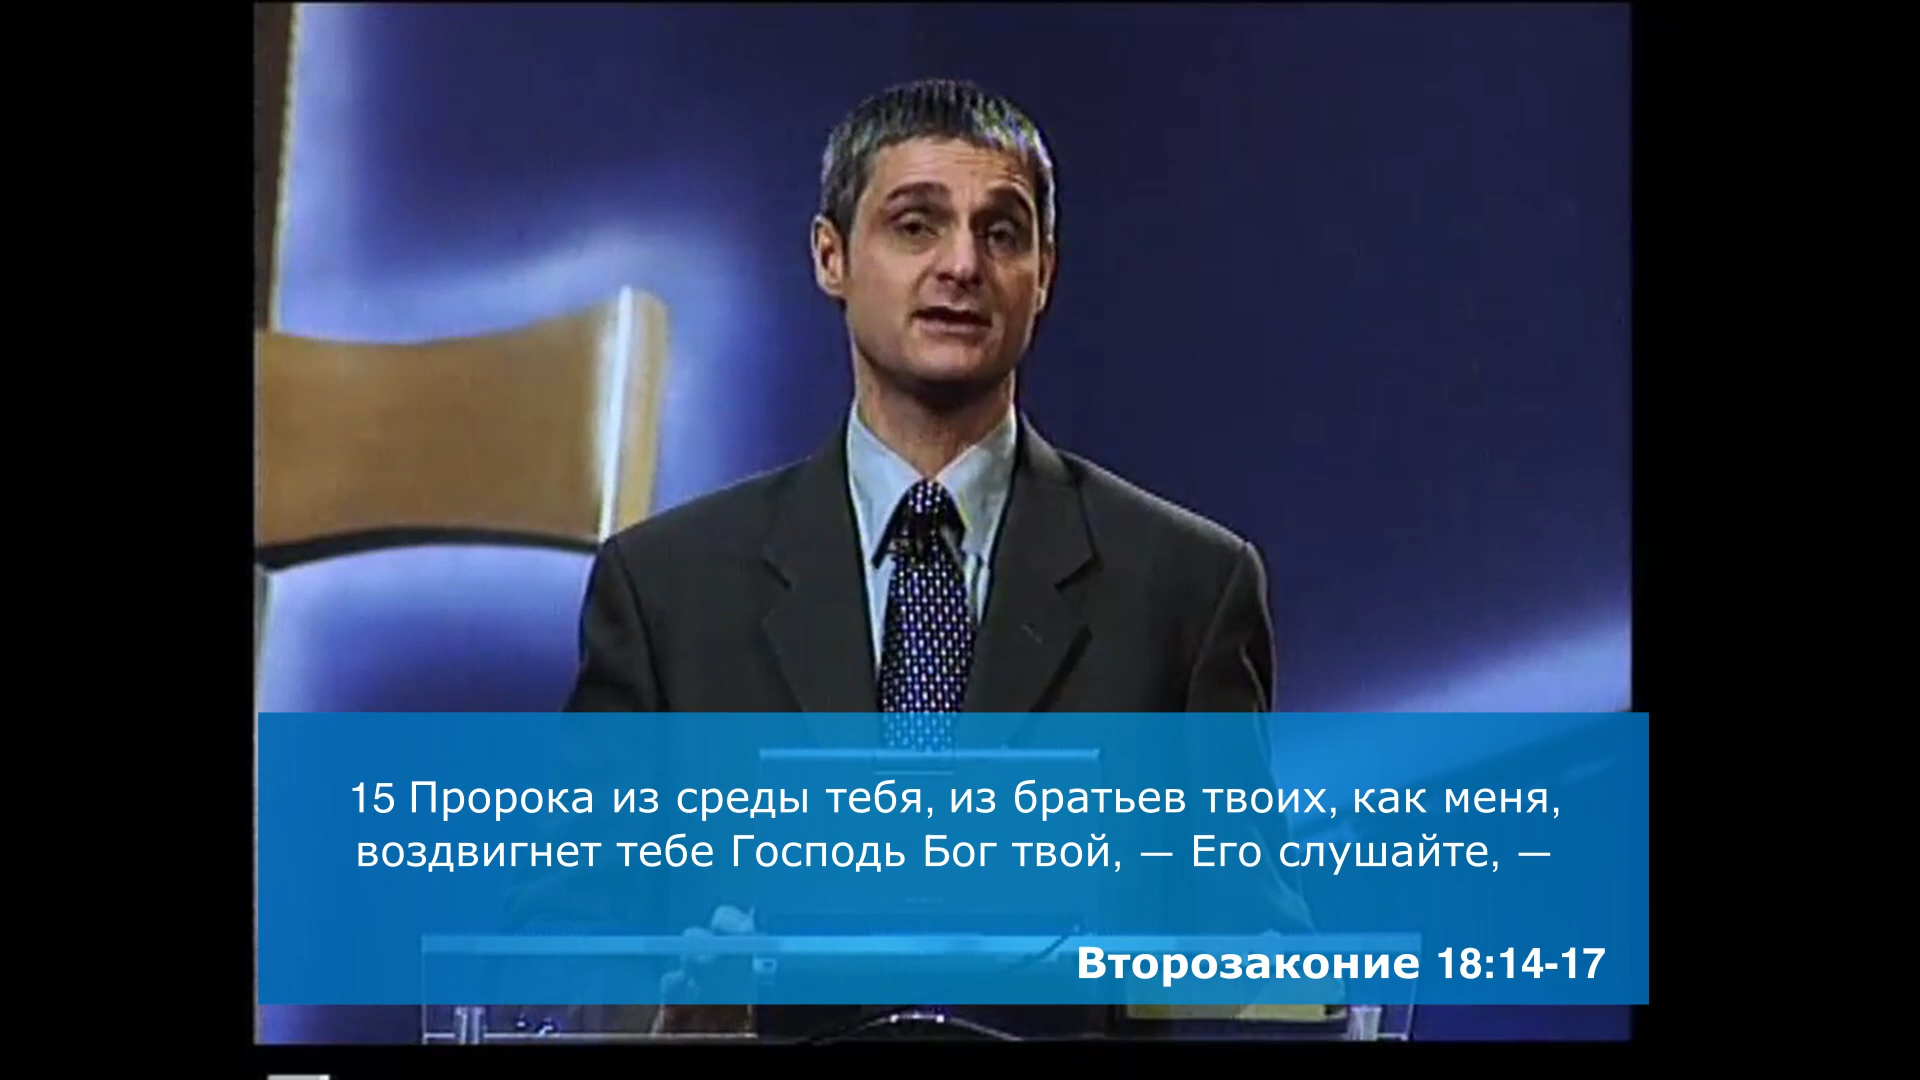 15 Пророка из среды тебя, из братьев твоих, как меня,
воздвигнет тебе Господь Бог твой, — Его слушайте, —
Второзаконие 18:14-17